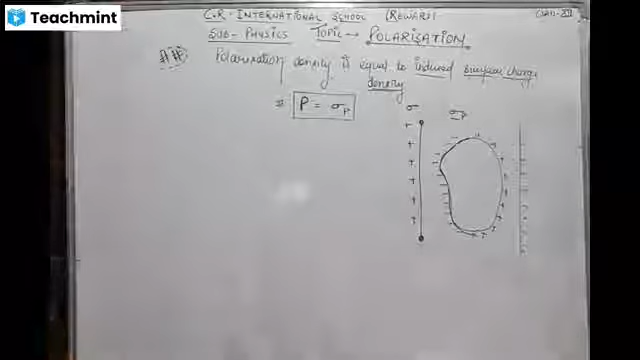 Teachmint
C.R. INTERNATIONAL SCHOOL (REWARI)
SUB- PHYSICS TOPIC → POLARISATION
Polarisation density is equal to induced surface charge
density
P = σp
σ σp